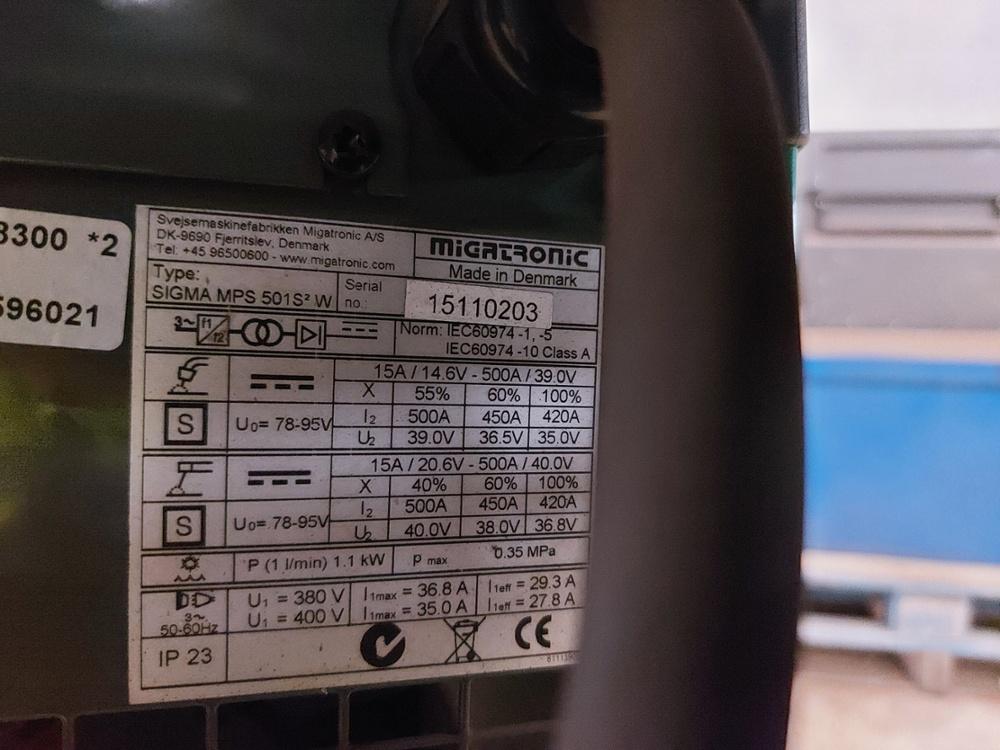 3300 *2
596021
Svejsemaskinefabrikken Migatronic A/S
DK-9690 Fjerritslev, Denmark
Tel: +45 96500600 - www.migatronic.com
MIGATRONIC
Made in Denmark
Type:
SIGMA MPS 501S² W
Serial
no.:
15110203
3~
f1
f2
Norm: IEC60974 -1, -5
IEC60974 -10 Class A
15A / 14.6V - 500A / 39.0V
X 55% 60% 100%
S U₀= 78-95V
I₂ 500A 450A 420A
U₂ 39.0V 36.5V 35.0V
15A / 20.6V - 500A / 40.0V
X 40% 60% 100%
S U₀= 78-95V
I₂ 500A 450A 420A
U₂ 40.0V 38.0V 36.8V
P (1 l/min) 1.1 kW p max 0.35 MPa
3~
50-60Hz
U₁ = 380 V I₁max = 36.8 A I₁eff = 29.3 A
U₁ = 400 V I₁max = 35.0 A I₁eff = 27.8 A
IP 23
CE